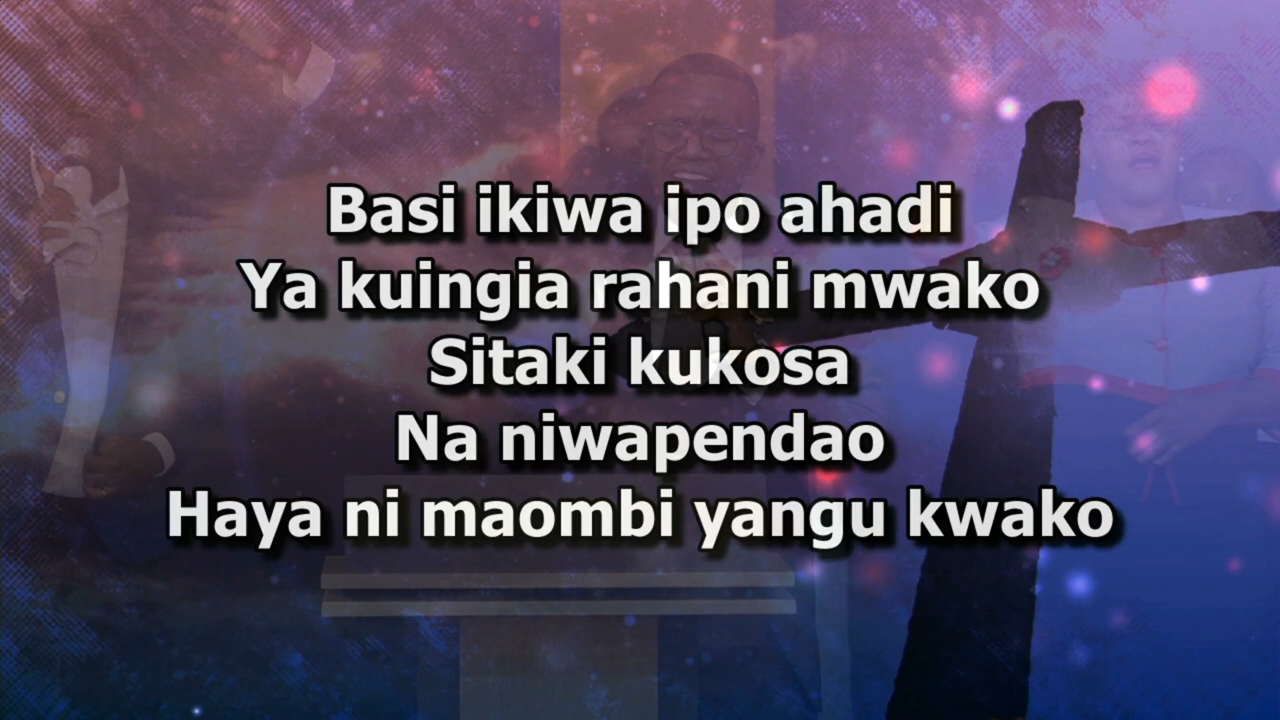 Basi ikiwa ipo ahadi
Ya kuingia rahani mwako
Sitaki kukosa
Na niwapendao
Haya ni maombi yangu kwako